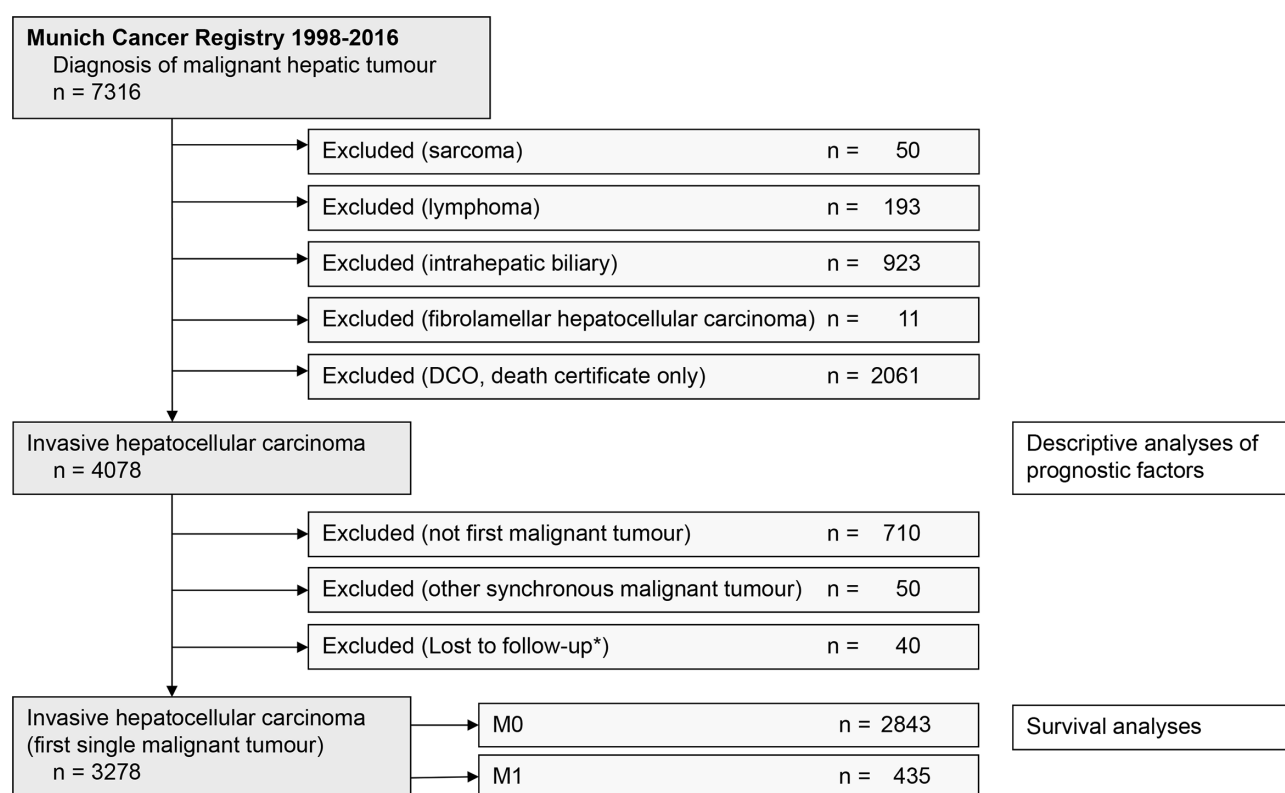 Munich Cancer Registry 1998-2016
Diagnosis of malignant hepatic tumour
n = 7316
Excluded (sarcoma) n = 50
Excluded (lymphoma) n = 193
Excluded (intrahepatic biliary) n = 923
Excluded (fibrolamellar hepatocellular carcinoma) n = 11
Excluded (DCO, death certificate only) n = 2061
Invasive hepatocellular carcinoma
n = 4078
Descriptive analyses of
prognostic factors
Excluded (not first malignant tumour) n = 710
Excluded (other synchronous malignant tumour) n = 50
Excluded (Lost to follow-up*) n = 40
Invasive hepatocellular carcinoma
(first single malignant tumour)
n = 3278
M0 n = 2843
M1 n = 435
Survival analyses